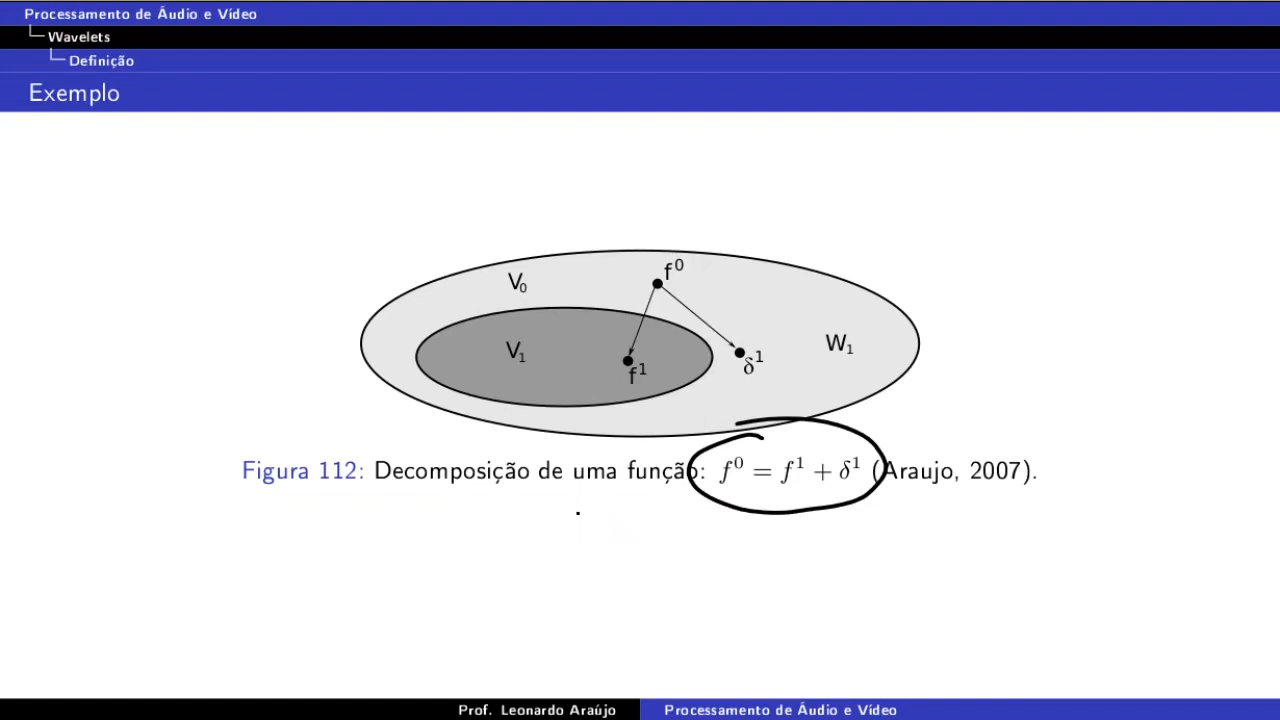 Processamento de Áudio e Vídeo
Wavelets
Definição
Exemplo
V₀
f⁰
V₁
f¹
δ¹
W₁
Figura 112: Decomposição de uma função: f⁰ = f¹ + δ¹ (Araujo, 2007).
Prof. Leonardo Araújo
Processamento de Áudio e Vídeo